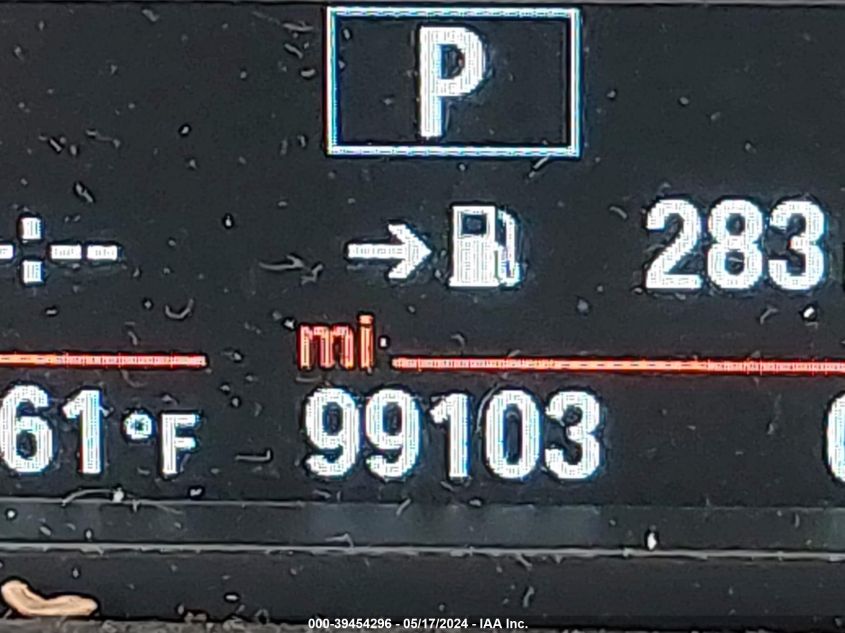 P
--:-- → 283
mi
61°F 99103
000-39454296 - 05/17/2024 - IAA Inc.